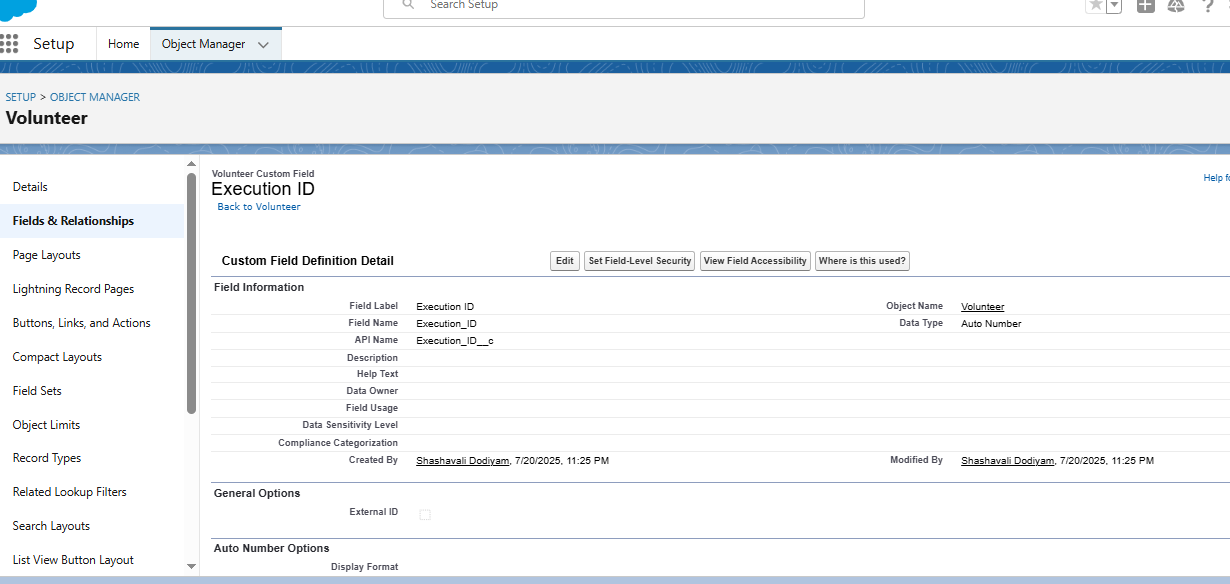 Search Setup
Setup
Home
Object Manager
SETUP > OBJECT MANAGER
Volunteer
Details
Fields & Relationships
Page Layouts
Lightning Record Pages
Buttons, Links, and Actions
Compact Layouts
Field Sets
Object Limits
Record Types
Related Lookup Filters
Search Layouts
List View Button Layout
Volunteer Custom Field
Execution ID
Back to Volunteer
Help fo
Custom Field Definition Detail
Edit
Set Field-Level Security
View Field Accessibility
Where is this used?
Field Information
Field Label Execution ID Object Name Volunteer
Field Name Execution_ID Data Type Auto Number
API Name Execution_ID__c
Description
Help Text
Data Owner
Field Usage
Data Sensitivity Level
Compliance Categorization
Created By Shashavali Dodiyam, 7/20/2025, 11:25 PM Modified By Shashavali Dodiyam, 7/20/2025, 11:25 PM
General Options
External ID
Auto Number Options
Display Format